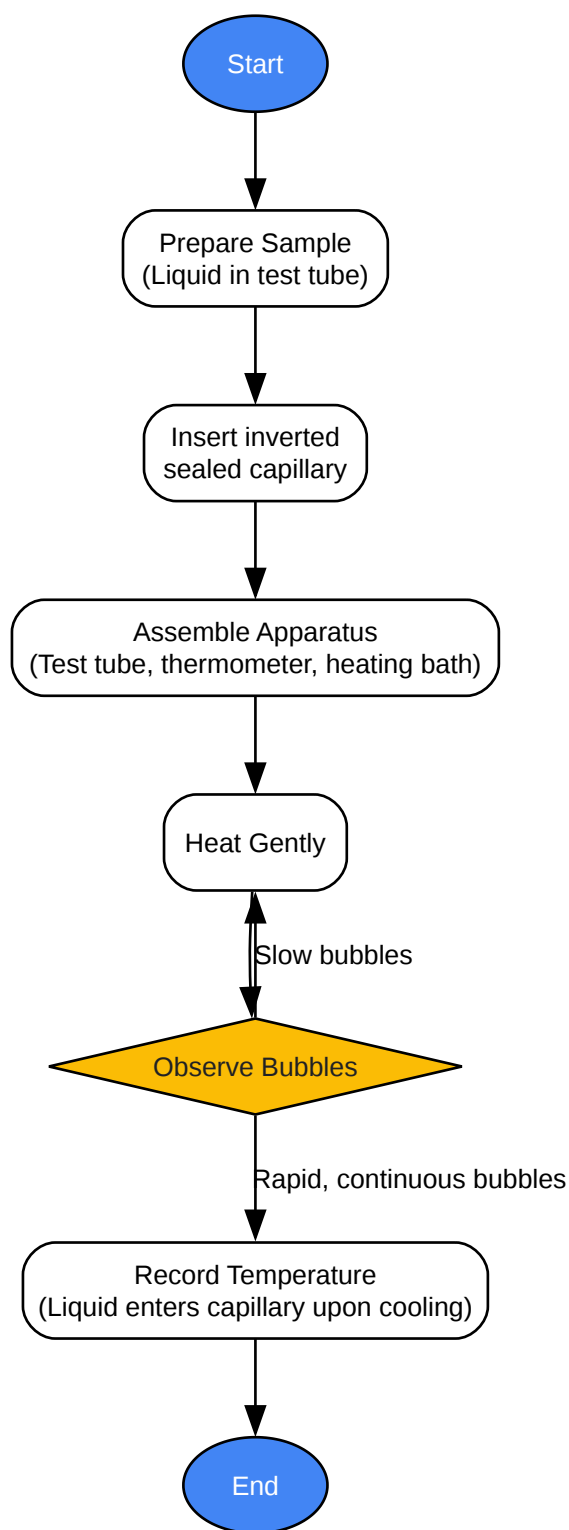 Start
Prepare Sample
(Liquid in test tube)
Insert inverted
sealed capillary
Assemble Apparatus
(Test tube, thermometer, heating bath)
Heat Gently
Slow bubbles
Observe Bubbles
Rapid, continuous bubbles
Record Temperature
(Liquid enters capillary upon cooling)
End